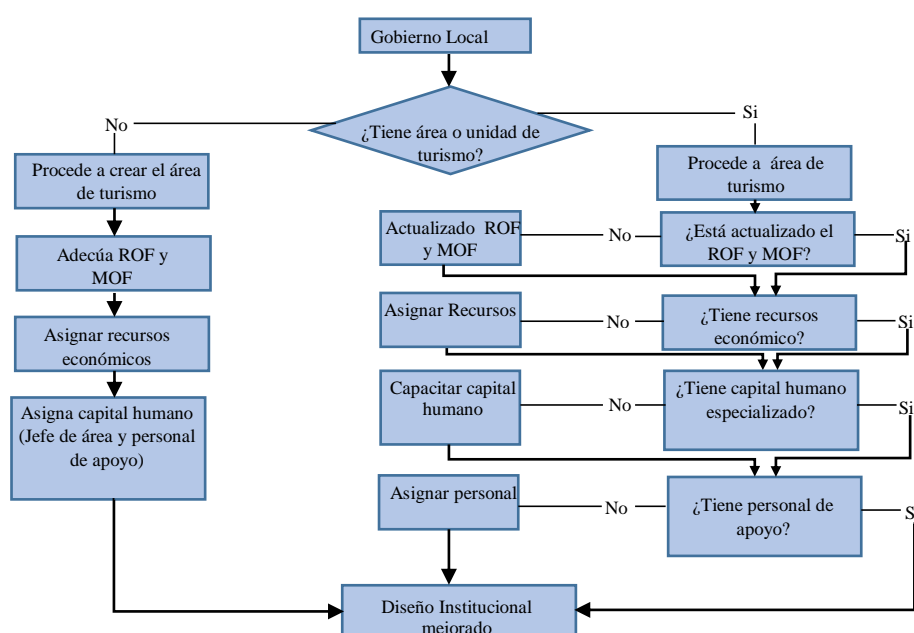 Gobierno Local
¿Tiene área o unidad de
turismo?
No
Si
Procede a crear el área
de turismo
Procede a área de
turismo
Adecúa ROF y
MOF
Actualizado ROF
y MOF
No
¿Está actualizado el
ROF y MOF?
Si
Asignar recursos
económicos
Asignar Recursos
No
¿Tiene recursos
económico?
Si
Asigna capital humano
(Jefe de área y personal
de apoyo)
Capacitar capital
humano
No
¿Tiene capital humano
especializado?
Si
Asignar personal
No
¿Tiene personal de
apoyo?
S
Diseño Institucional
mejorado